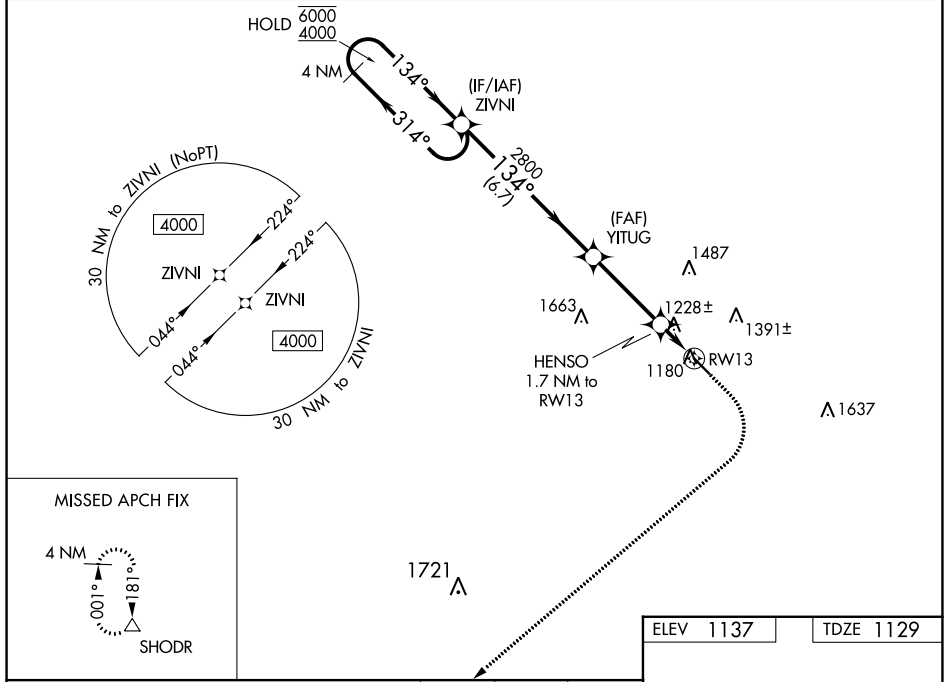 HOLD 6000
4000
4 NM
134°
314°
(IF/IAF)
ZIVNI
2800
134°
(6.7)
30 NM to ZIVNI (NoPT)
4000
224°
ZIVNI
044°
224°
ZIVNI
4000
044°
30 NM to ZIVNI
(FAF)
YITUG
1487
1663
1228±
1391±
HENSO
1.7 NM to
RW13
1180
RW13
1637
1721
MISSED APCH FIX
4 NM
001°
181°
SHODR
ELEV 1137
TDZE 1129